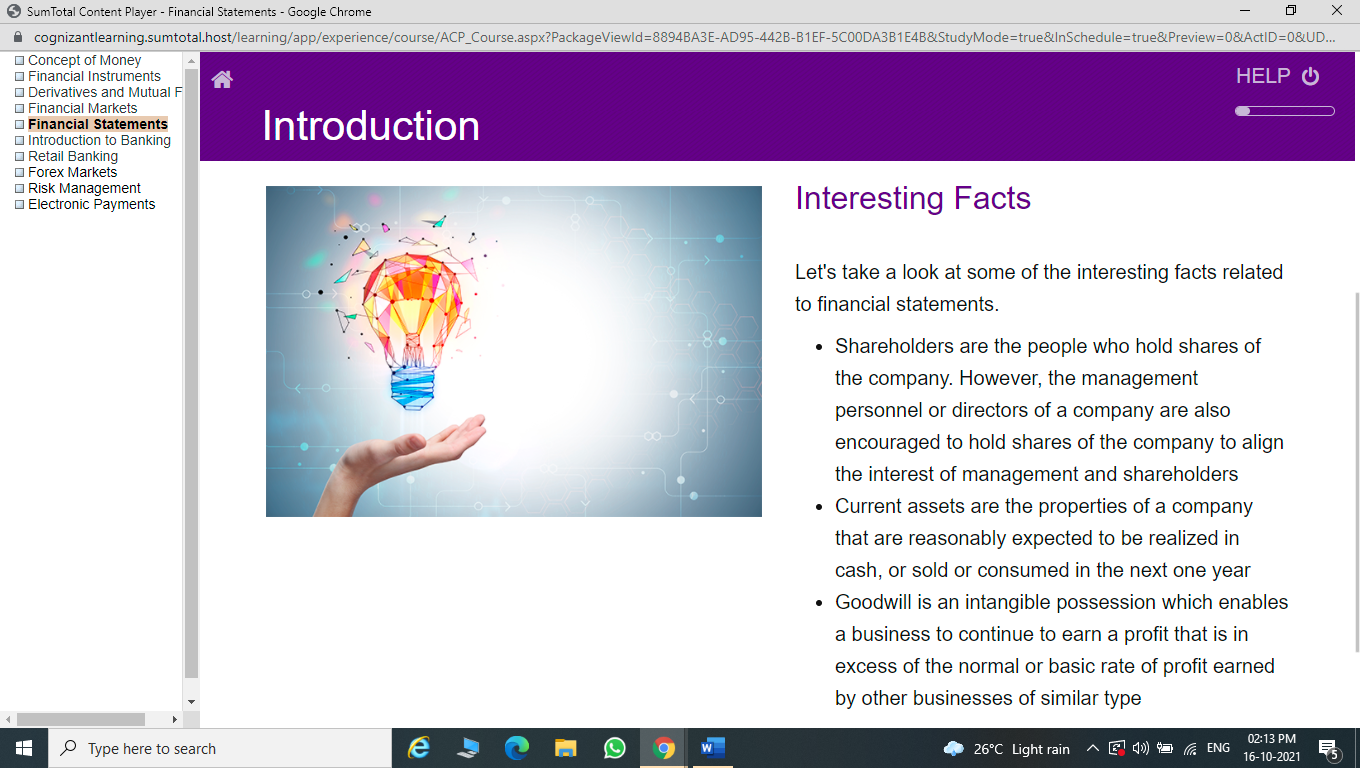 SumTotal Content Player - Financial Statements - Google Chrome
cognizantlearning.sumtotal.host/learning/app/experience/course/ACP_Course.aspx?PackageViewId=8894BA3E-AD95-442B-B1EF-5C00DA3B1E4B&StudyMode=true&InSchedule=true&Preview=0&ActID=0&UD...
Concept of Money
Financial Instruments
Derivatives and Mutual F
Financial Markets
Financial Statements
Introduction to Banking
Retail Banking
Forex Markets
Risk Management
Electronic Payments
HELP
Introduction
Interesting Facts
Let's take a look at some of the interesting facts related
to financial statements.
• Shareholders are the people who hold shares of
the company. However, the management
personnel or directors of a company are also
encouraged to hold shares of the company to align
the interest of management and shareholders
• Current assets are the properties of a company
that are reasonably expected to be realized in
cash, or sold or consumed in the next one year
• Goodwill is an intangible possession which enables
a business to continue to earn a profit that is in
excess of the normal or basic rate of profit earned
by other businesses of similar type
Type here to search
26°C Light rain
ENG
02:13 PM
16-10-2021
5